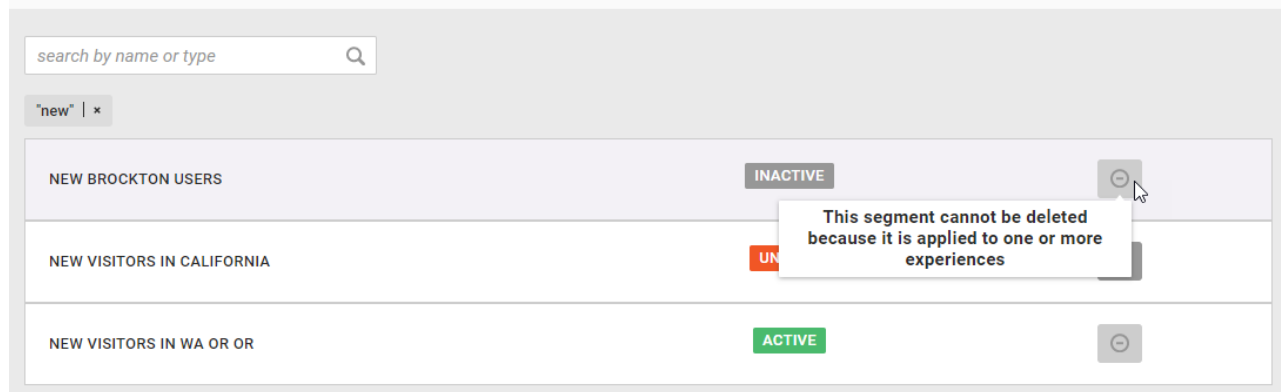 search by name or type
"new" | ×
NEW BROCKTON USERS INACTIVE
This segment cannot be deleted
because it is applied to one or more
experiences
NEW VISITORS IN CALIFORNIA UN
NEW VISITORS IN WA OR OR ACTIVE